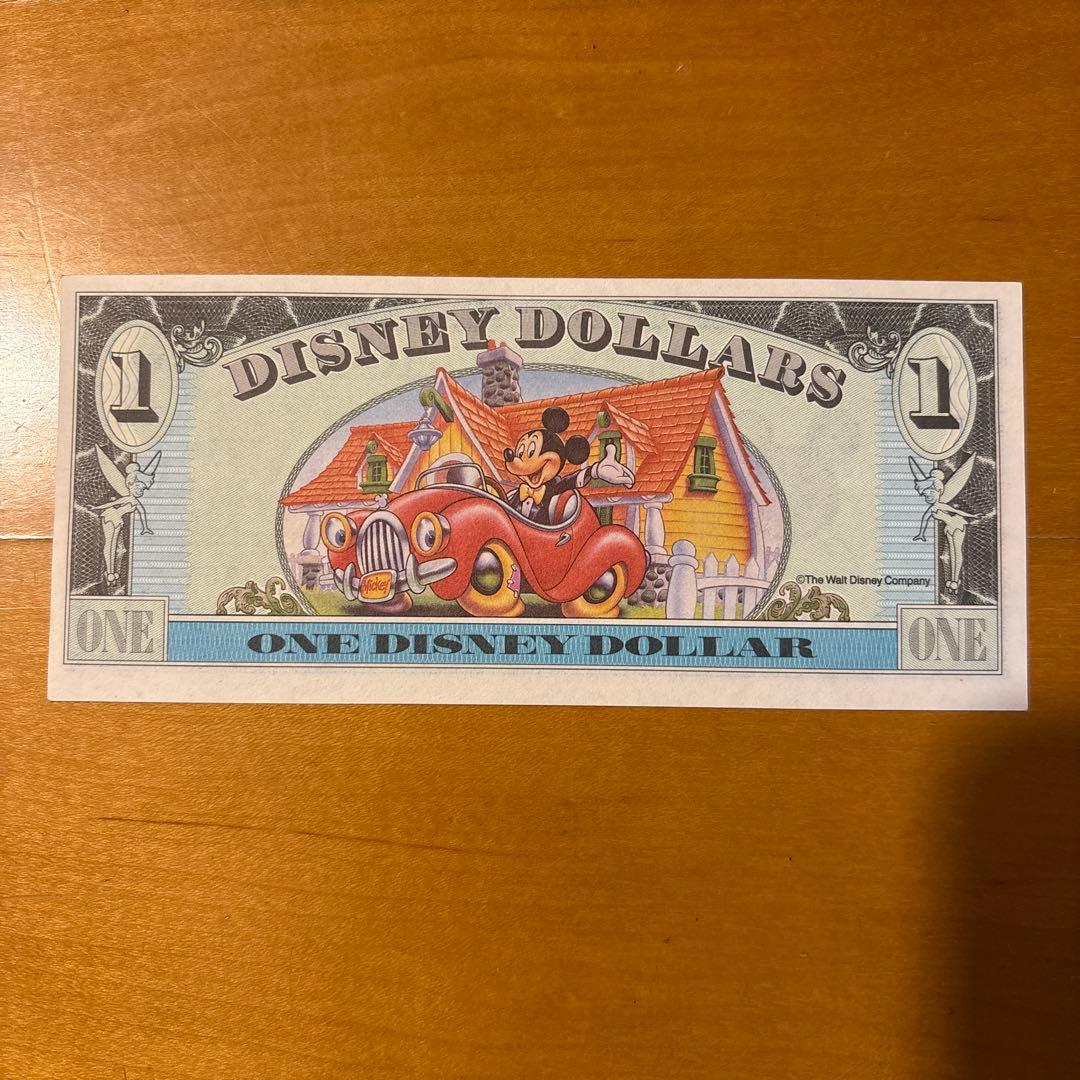 DISNEY DOLLARS
1
1
Mickey
©The Walt Disney Company
ONE
ONE DISNEY DOLLAR
ONE